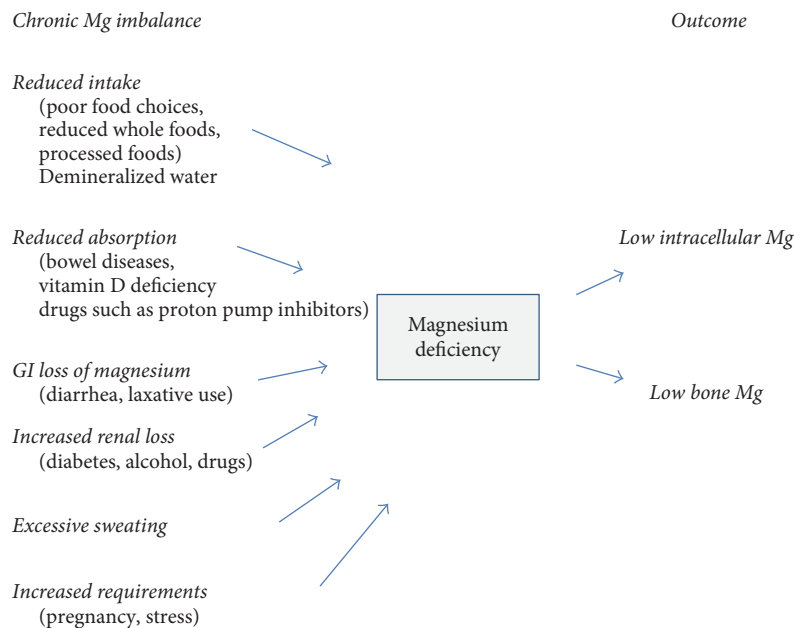 Chronic Mg imbalance
Outcome
Reduced intake
(poor food choices,
reduced whole foods,
processed foods)
Demineralized water
Reduced absorption
(bowel diseases,
vitamin D deficiency
drugs such as proton pump inhibitors)
GI loss of magnesium
(diarrhea, laxative use)
Increased renal loss
(diabetes, alcohol, drugs)
Excessive sweating
Increased requirements
(pregnancy, stress)
Magnesium
deficiency
Low intracellular Mg
Low bone Mg